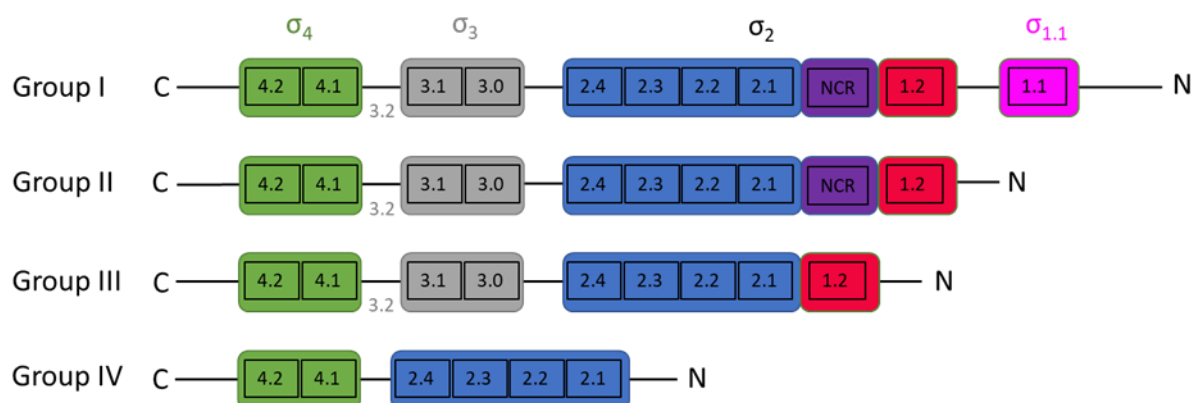 σ4 σ3 σ2 σ1.1
Group I C 4.2 4.1 3.2 3.1 3.0 2.4 2.3 2.2 2.1 NCR 1.2 1.1 N
Group II C 4.2 4.1 3.2 3.1 3.0 2.4 2.3 2.2 2.1 NCR 1.2 N
Group III C 4.2 4.1 3.2 3.1 3.0 2.4 2.3 2.2 2.1 1.2 N
Group IV C 4.2 4.1 2.4 2.3 2.2 2.1 N